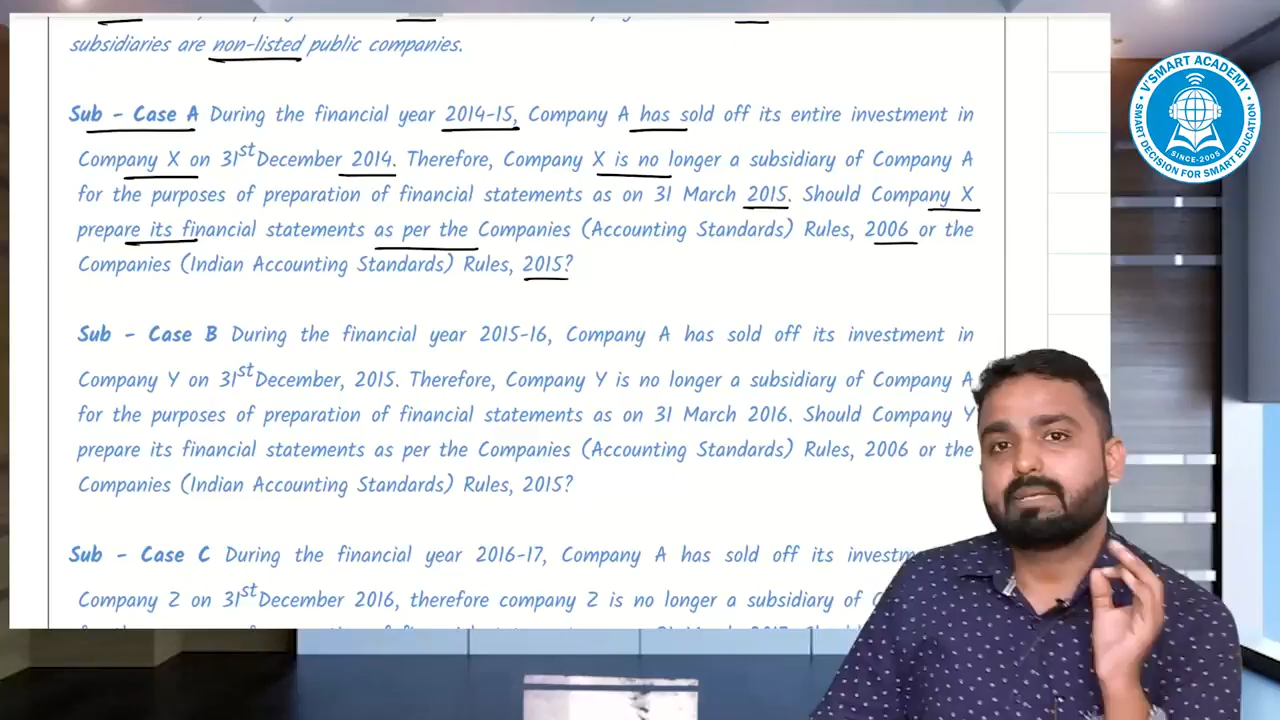 subsidiaries are non-listed public companies.
Sub - Case A During the financial year 2014-15, Company A has sold off its entire investment in
Company X on 31st December 2014. Therefore, Company X is no longer a subsidiary of Company A
for the purposes of preparation of financial statements as on 31 March 2015. Should Company X
prepare its financial statements as per the Companies (Accounting Standards) Rules, 2006 or the
Companies (Indian Accounting Standards) Rules, 2015?
Sub - Case B During the financial year 2015-16, Company A has sold off its investment in
Company Y on 31st December, 2015. Therefore, Company Y is no longer a subsidiary of Company A
for the purposes of preparation of financial statements as on 31 March 2016. Should Company Y
prepare its financial statements as per the Companies (Accounting Standards) Rules, 2006 or the
Companies (Indian Accounting Standards) Rules, 2015?
Sub - Case C During the financial year 2016-17, Company A has sold off its
Company Z on 31st December 2016, therefore company Z is no longer a subsidiary of
V'SMART ACADEMY
SMART DECISION FOR SMART EDUCATION
SINCE-2005